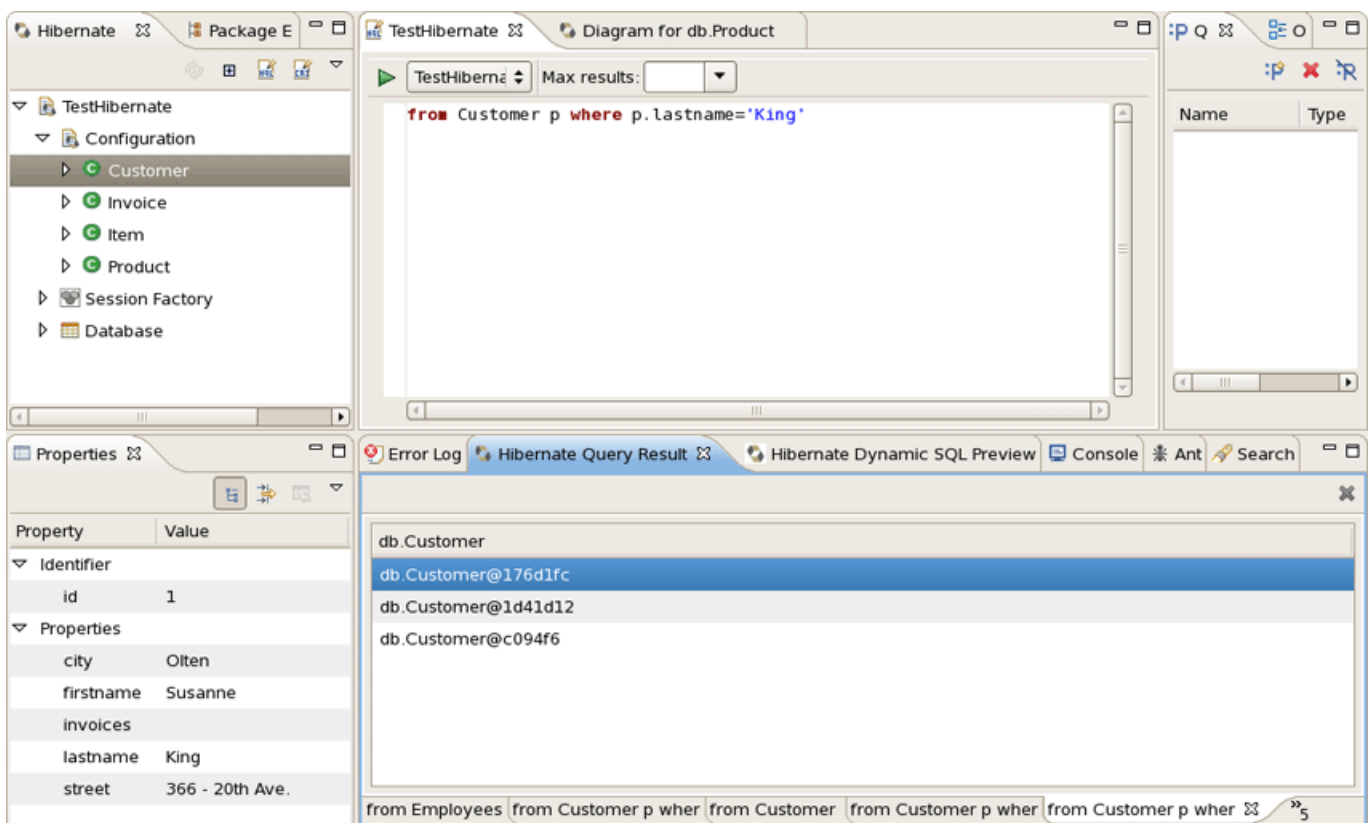 Hibernate
Package E
TestHibernate
Configuration
Customer
Invoice
Item
Product
Session Factory
Database
TestHibernate
Diagram for db.Product
TestHiberna
Max results:
from Customer p where p.lastname='King'
:P Q
O
:P
Name Type
Properties
Property Value
Identifier
id 1
Properties
city Olten
firstname Susanne
invoices
lastname King
street 366 - 20th Ave.
Error Log
Hibernate Query Result
Hibernate Dynamic SQL Preview
Console
Ant
Search
db.Customer
db.Customer@176d1fc
db.Customer@1d41d12
db.Customer@c094f6
from Employees
from Customer p wher
from Customer
from Customer p wher
from Customer p wher
»5